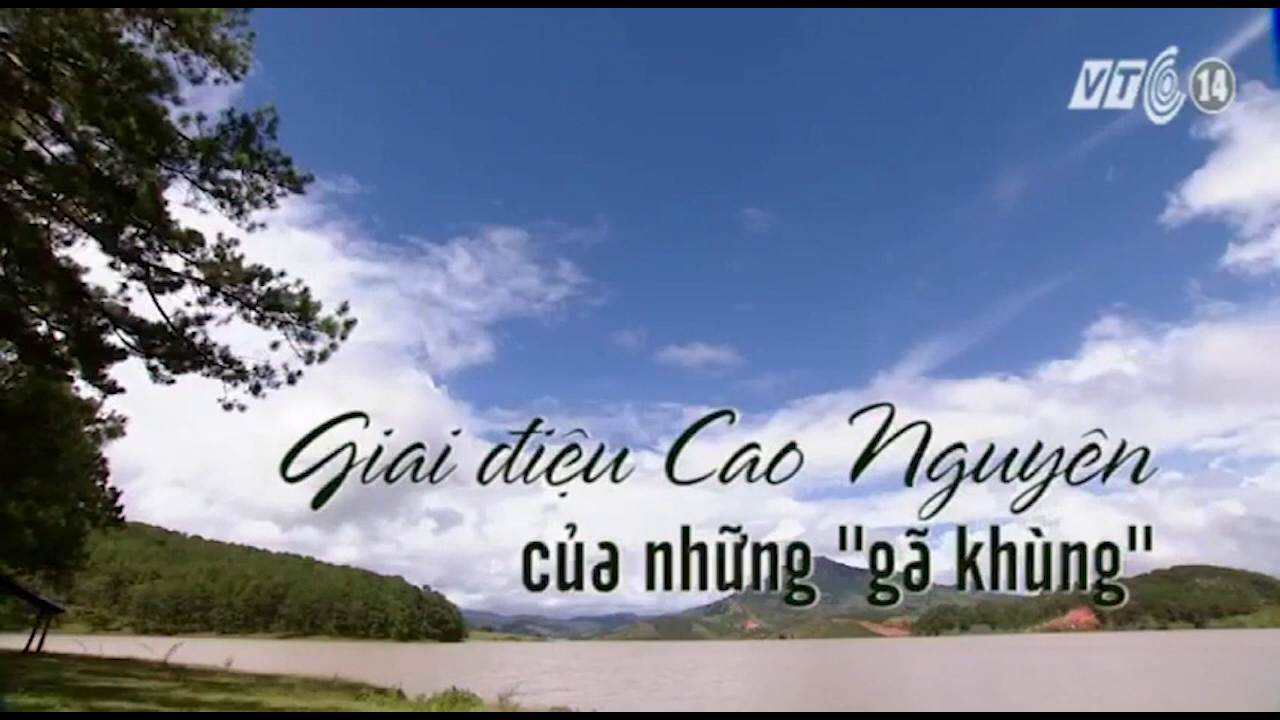 VTC 14
Giai điệu Cao Nguyên
của những "gã khùng"